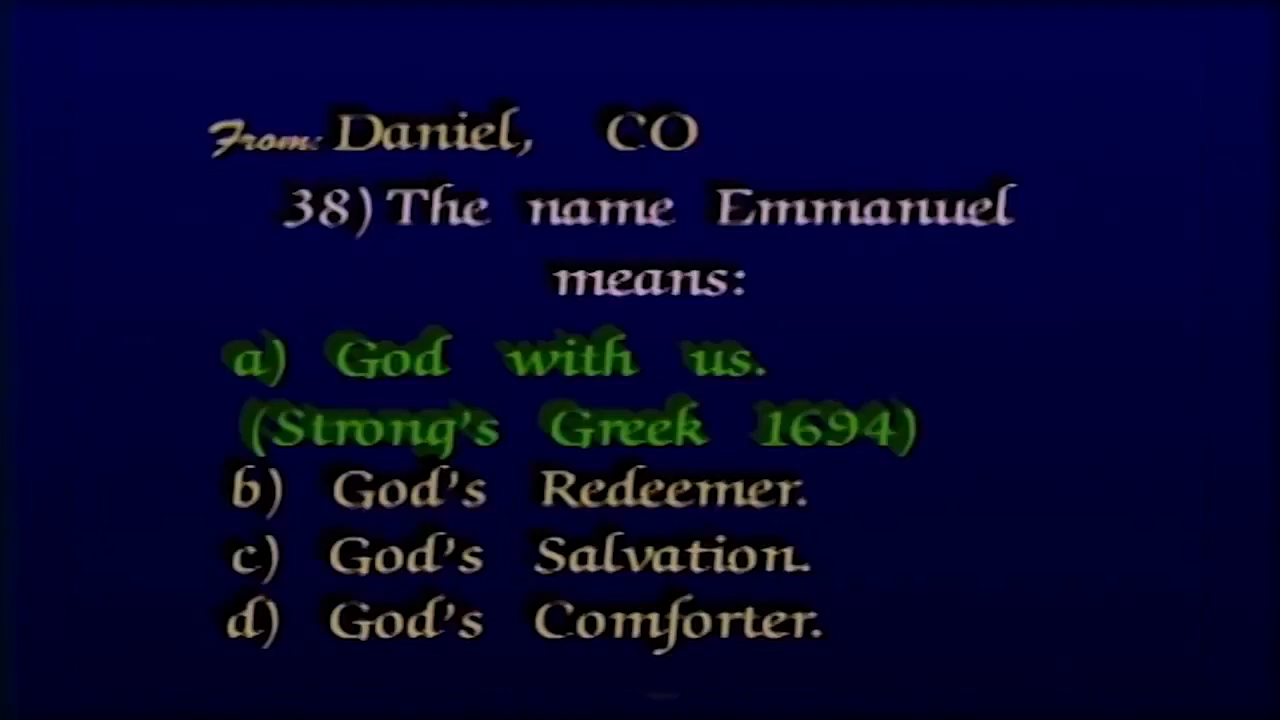 From: Daniel, CO
38) The name Emmanuel
means:
a) God with us.
(Strong's Greek 1694)
b) God's Redeemer.
c) God's Salvation.
d) God's Comforter.